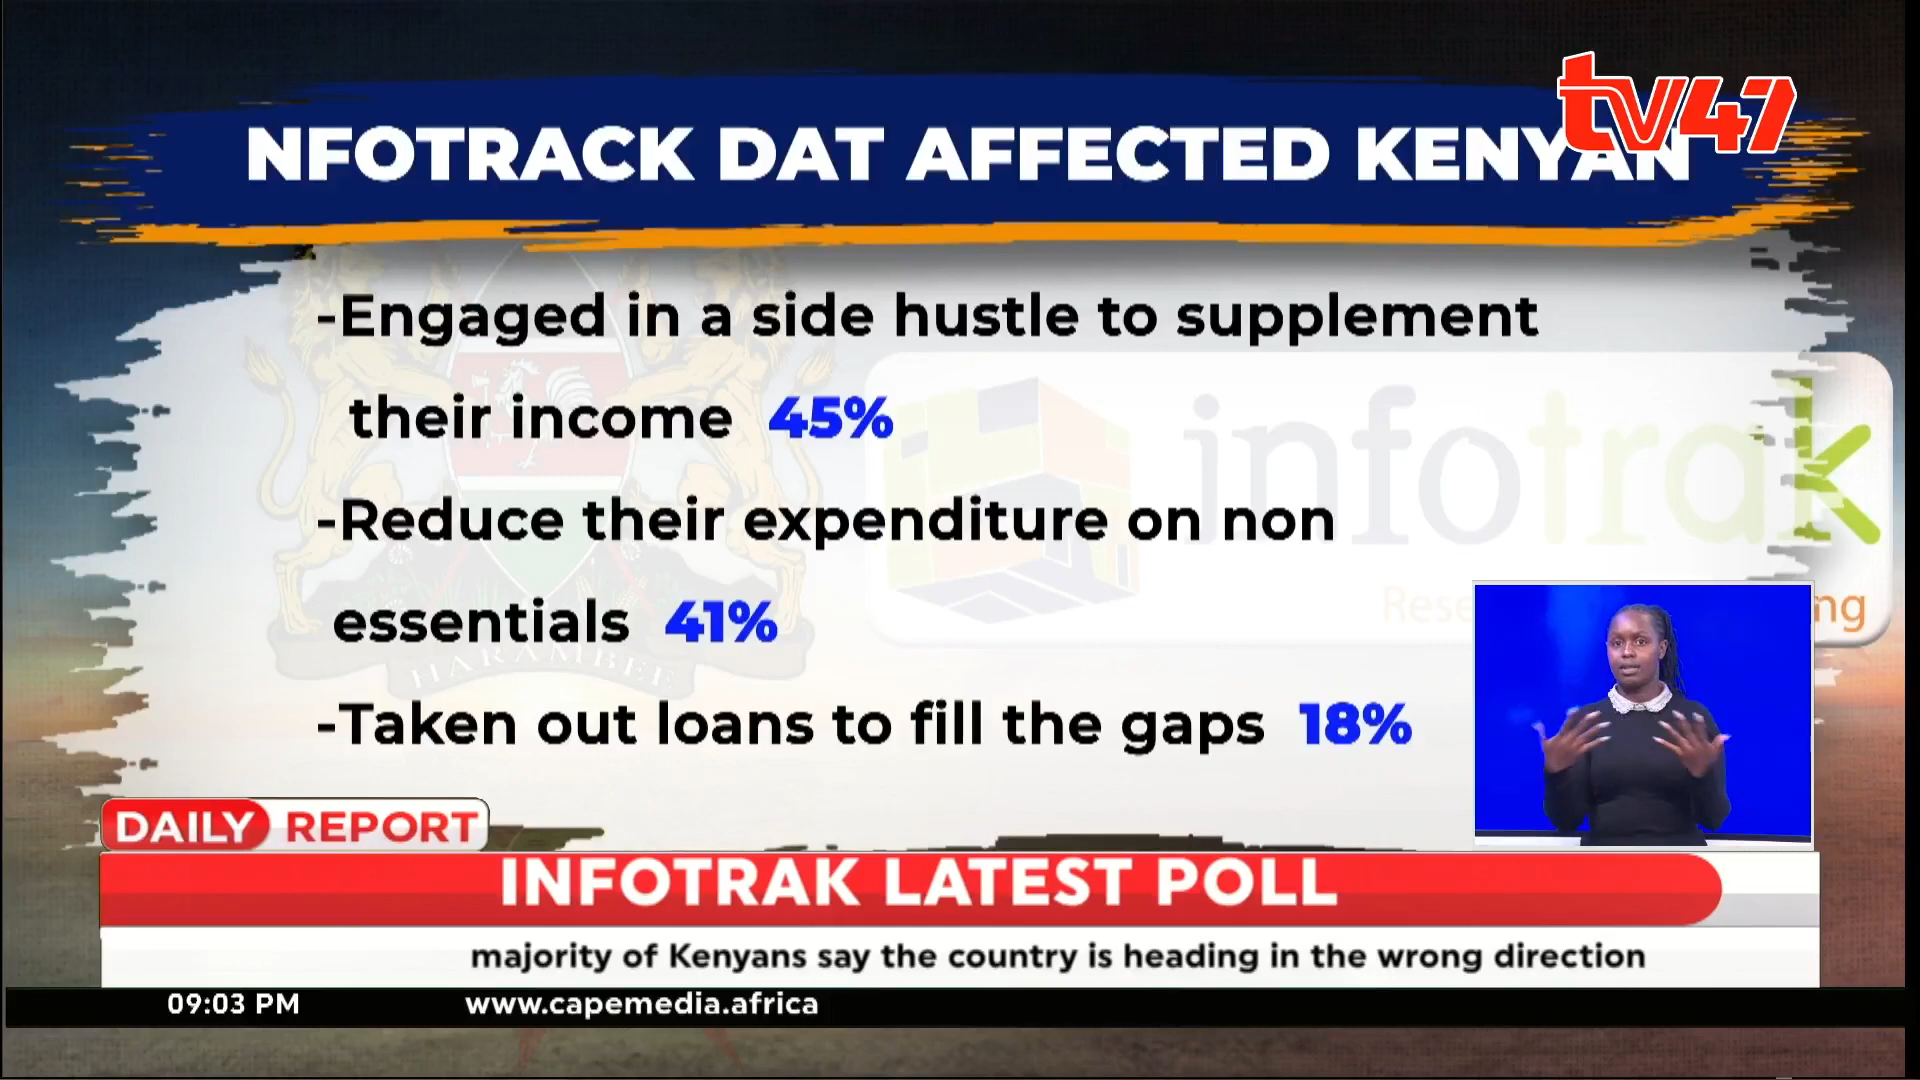 tv47
NFOTRACK DAT AFFECTED KENYAN
-Engaged in a side hustle to supplement
their income 45%
-Reduce their expenditure on non
essentials 41%
-Taken out loans to fill the gaps 18%
infotrak
HARAMBEE
DAILY REPORT
INFOTRAK LATEST POLL
majority of Kenyans say the country is heading in the wrong direction
09:03 PM
www.capemedia.africa